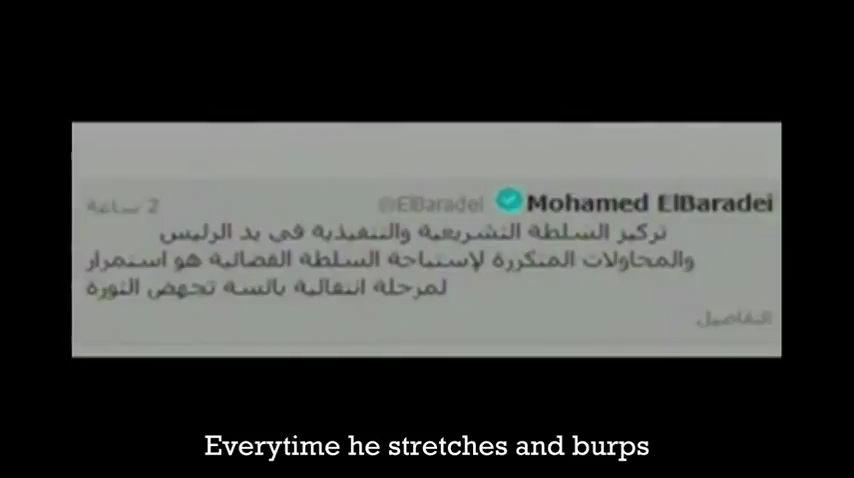 Mohamed ElBaradei @ElBaradei 2 ساعة
تركيز السلطة التشريعية والتنفيذية في يد الرئيس
والمحاولات المتكررة لإستباحة السلطة القضائية هو استمرار
لمرحلة انتقالية بائسة تجهض الثورة
التفاصيل
Everytime he stretches and burps